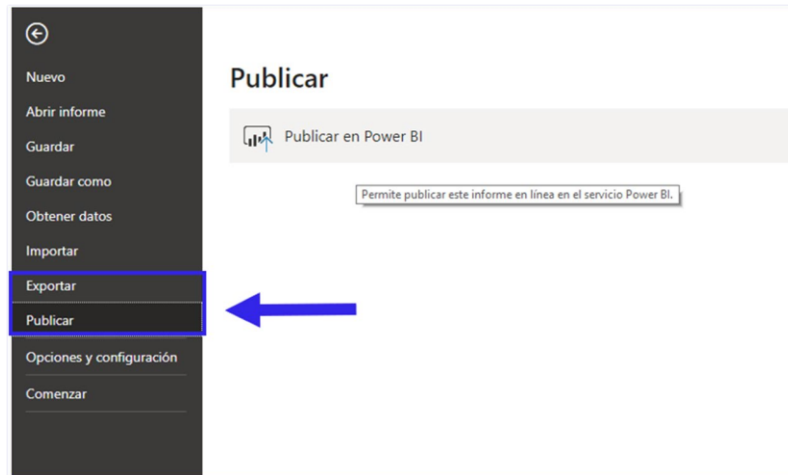 Nuevo
Abrir informe
Guardar
Guardar como
Obtener datos
Importar
Exportar
Publicar
Opciones y configuración
Comenzar
Publicar
Publicar en Power BI
Permite publicar este informe en línea en el servicio Power BI.